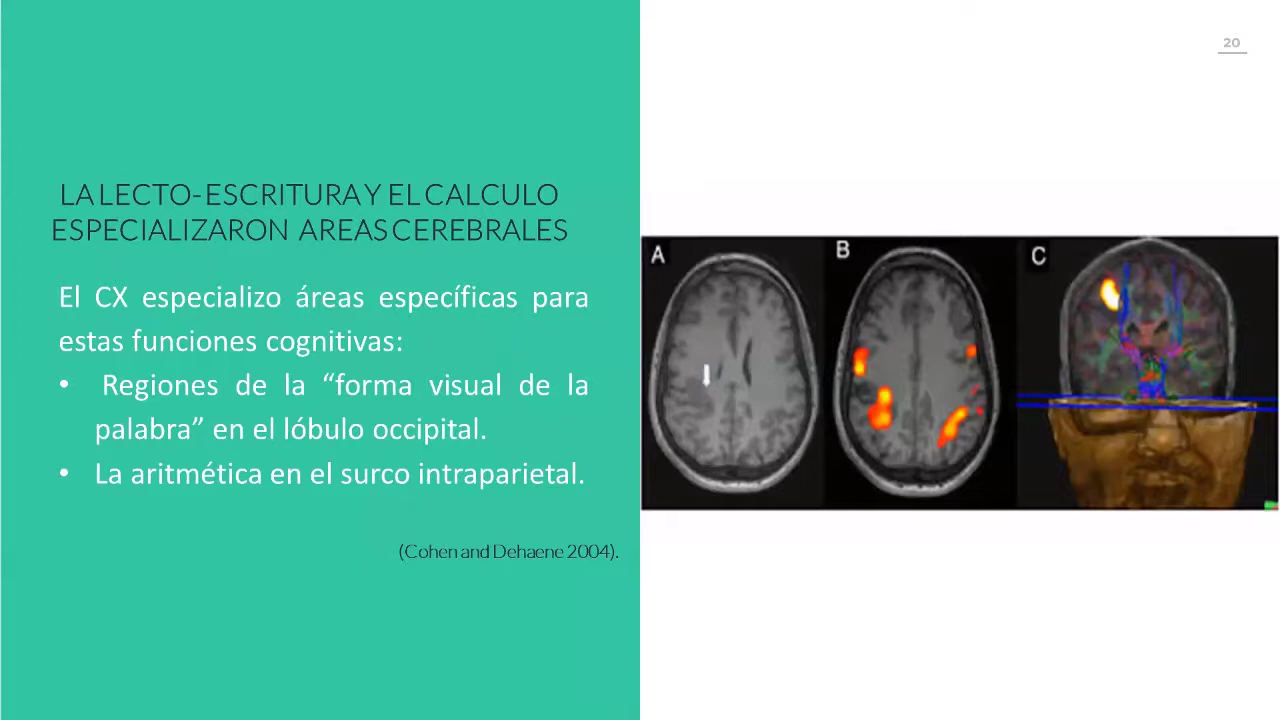 20
LA LECTO-ESCRITURA Y EL CALCULO
ESPECIALIZARON AREAS CEREBRALES
El CX especializo áreas específicas para
estas funciones cognitivas:
• Regiones de la “forma visual de la
palabra” en el lóbulo occipital.
• La aritmética en el surco intraparietal.
(Cohen and Dehaene 2004).
A
B
C